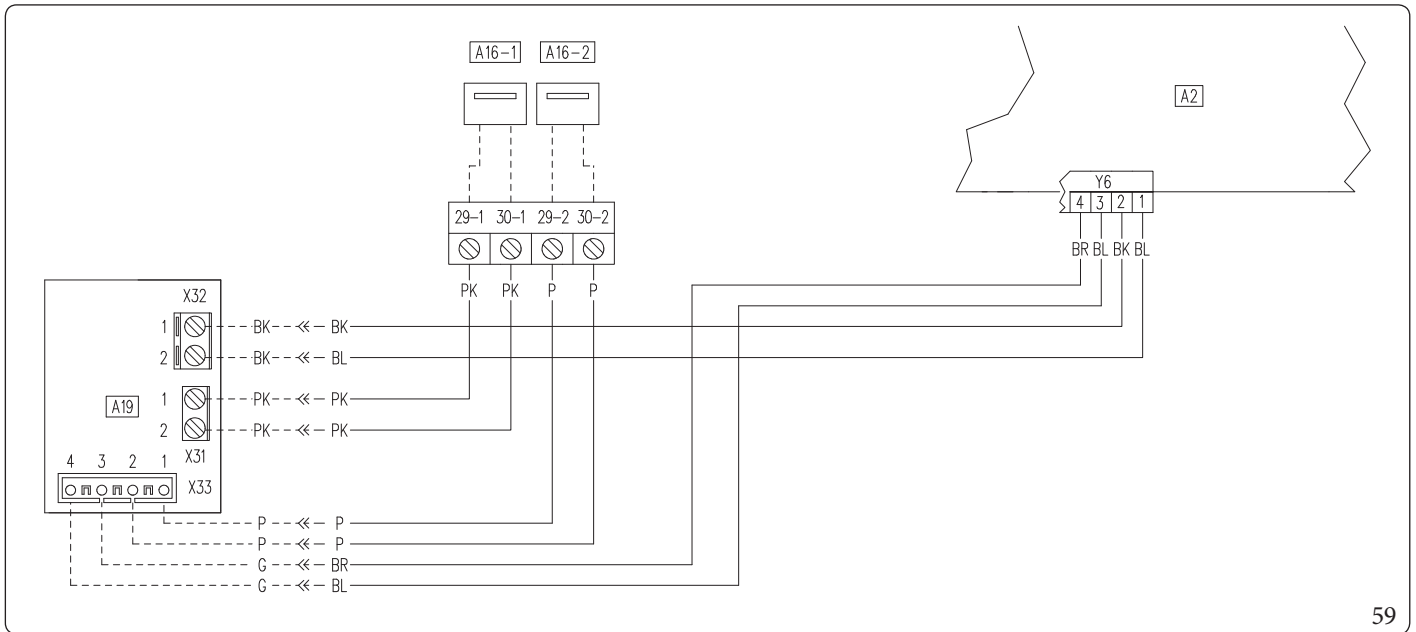 A16-1 A16-2
A2
Y6
4 3 2 1
BR BL BK BL
29-1 30-1 29-2 30-2
PK PK P P
X32
1 BK BK
2 BK BL
A19
1 PK PK
2 PK PK
X31
4 3 2 1
X33
P P
P P
G BR
G BL
59